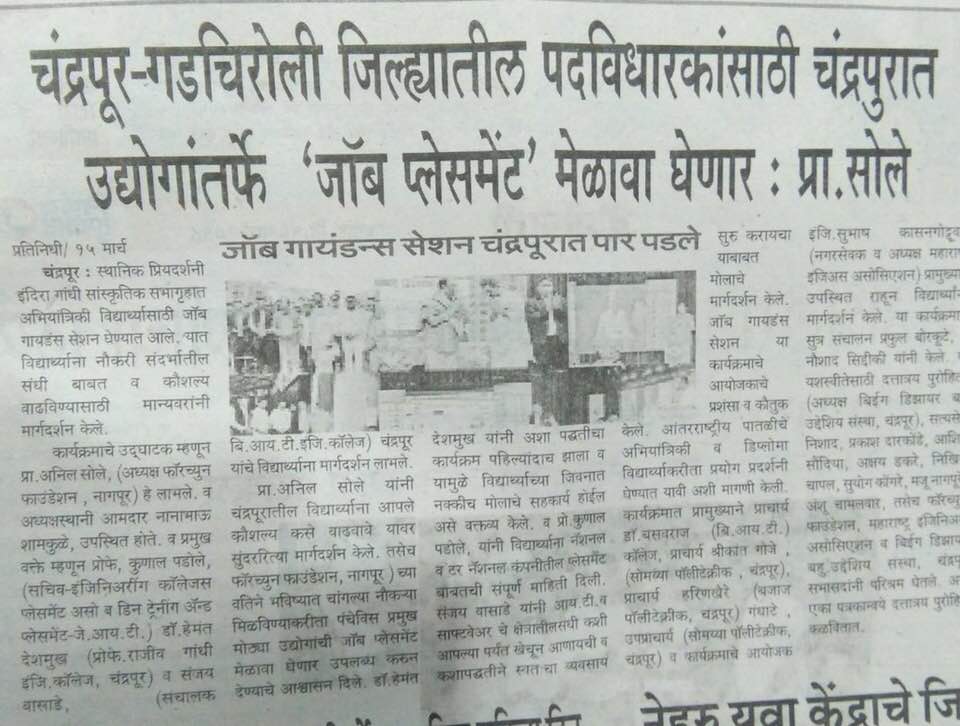 चंद्रपूर-गडचिरोली जिल्ह्यातील पदविधारकांसाठी चंद्रपुरात
उद्योगांतर्फे 'जॉब प्लेसमेंट' मेळावा घेणार : प्रा.सोले
जॉब गायंडन्स सेशन चंद्रपूरात पार पडले
प्रतिनिधी/ १५ मार्च
चंद्रपूर : स्थानिक प्रियदर्शनी
इंदिरा गांधी सांस्कृतिक सभागृहात
अभियांत्रिकी विद्यार्थ्यासाठी जॉब
गायडंस सेशन घेण्यात आले. यात
विद्यार्थ्यांना नौकरी संदर्भातील
संधी बाबत व कौशल्य
वाढविण्यासाठी मान्यवरांनी
मार्गदर्शन केले.
कार्यक्रमाचे उद्घाटक म्हणून
प्रा.अनिल सोले, (अध्यक्ष फॉरच्युन
फाउंडेशन , नागपूर) हे लाभले. व
अध्यक्षस्थानी आमदार नानाभाऊ
शामकुळे, उपस्थित होते. व प्रमुख
वक्ते म्हणून प्रोफे, कुणाल पडोले,
(सचिव-इंजिनिअरींग कॉलेजस
प्लेसमेंट असो व डिन ट्रेनींग अॅन्ड
प्लेसमेंट-जे.आय.टी.) डॉ.हेमंत
देशमुख (प्रोफे.राजीव गांधी
इंजि.कॉलेज, चंद्रपूर) व संजय
वासाडे, (संचालक
बि.आय.टी.इंजि.कॉलेज) चंद्रपूर
यांचे विद्यार्थ्यांना मार्गदर्शन लाभले.
प्रा.अनिल सोले यांनी
चंद्रपूरातील विद्यार्थ्यांना आपले
कौशल्य कसे वाढवावे यावर
सुंदररित्या मार्गदर्शन केले. तसेच
फॉरच्युन फाउंडेशन, नागपूर ) च्या
वतिने भविष्यात चांगल्या नौकऱ्या
मिळविण्याकरीता पंचेविस प्रमुख
मोठ्या उद्योगांची जॉब प्लेसमेंट
मेळावा घेणार उपलब्ध करुन
देण्याचे आश्वासन दिले. डॉ.हेमंत
देशमुख यांनी अशा पद्धतीचा
कार्यक्रम पहिल्यांदाच झाला व
यामुळे विद्यार्थ्यांच्या जिवनात
नक्कीच मोलाचे सहकार्य होईल
असे वक्तव्य केले. व प्रो.कुणाल
पडोले, यांनी विद्यार्थ्यांना नॅशनल
व टर नॅशनल कंपनीतील प्लेसमेंट
बाबतची संपूर्ण माहिती दिली.
संजय वासाडे यांनी आय.टी.व
साफ्टवेअर चे क्षेत्रातीलसंधी कशी
आपल्या पर्यंत खेचून आणायची व
कशापद्धतीने स्वतःचा व्यवसाय
सुरु करायचा
याबाबत
मोलाचे
मार्गदर्शन केले.
जॉब गायडंस
सेशन या
कार्यक्रमाचे
आयोजकाचे
प्रशंसा व कौतुक
केले. आंतरराष्ट्रीय पातळीचे
अभियात्रिकी व डिप्लोमा
विद्यार्थ्याकरीता प्रयोग प्रदर्शनी
घेण्यात यावी अशी मागणी केली.
कार्यक्रमात प्रामुख्याने प्राचार्य
डॉ.बसवराज (बि.आय.टी.)
कॉलेज, प्राचार्य श्रीकांत गोजे ,
(सोमय्या पॉलीटेक्रीक , चंद्रपूर),
प्राचार्य हरिणखेरे (बजाज
पॉलीटेक्रीक, चंद्रपूर) गंधाटे ,
उपप्राचार्य (सोमय्या पॉलीटेक्रीक,
चंद्रपूर) व कार्यक्रमाचे आयोजक
इंजि.सुभाष कासनगोट्टूव
(नगरसेवक व अध्यक्ष महारा
इंजिअस असोसिएशन) प्रामुख्या
उपस्थित राहून विद्यार्थ्यां
मार्गदर्शन केले. या कार्यक्रमा
सुत्र संचालन प्रफुल बोरकुटे,
नौशाद सिद्दीकी यांनी केले.
यशस्वीतेसाठी दत्तात्रय पुरोहि
(अध्यक्ष बिईंग डिझायर ब
उद्देशिय संस्था, चंद्रपूर), सत्यसे
निशाद, प्रकाश दारकोंडे, आशि
सौंदिया, अक्षय डकरे, निखि
चापल, सुयोग कोंगरे, मजू नागपूर
अंशू चामलवार, तसेच फॉरच्यु
फाऊंडेशन, महाराष्ट्र इंजिनिअ
असोसिएशन व बिईंग डिझाय
बहु उद्देशिय संस्था, चंद्रपू
सभासदांनी परिश्रम घेतले. अ
एका पत्रकान्वये दत्तात्रय पुरोहि
कळवितात.
नेहरु युवा केंद्राचे जि